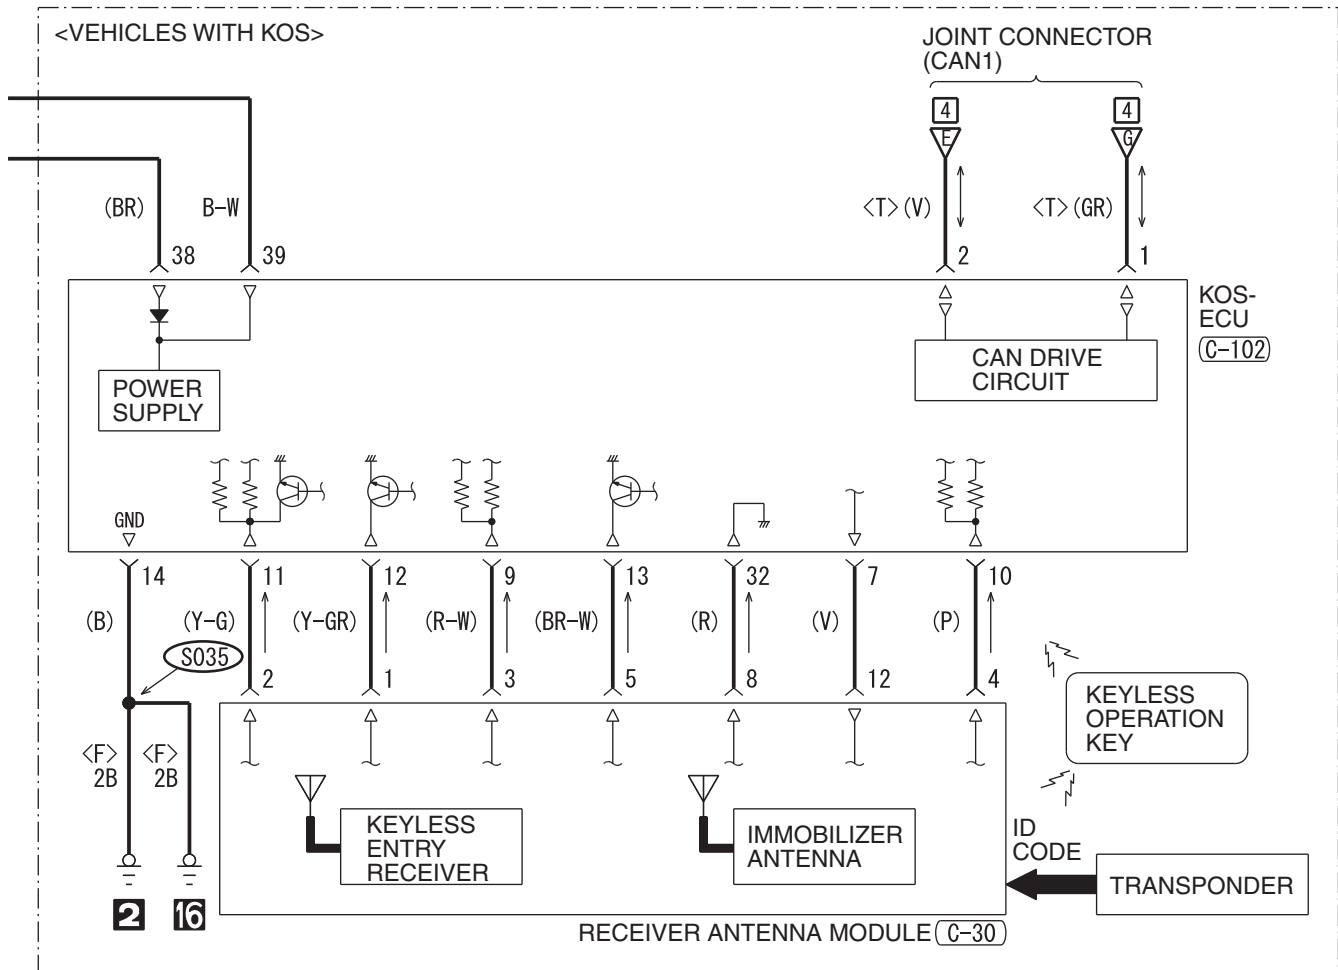 <VEHICLES WITH KOS>
JOINT CONNECTOR
(CAN1)
4
4
E
G
(BR)
B-W
<T>(V)
<T>(GR)
38
39
2
1
KOS-
ECU
C-102
POWER
SUPPLY
CAN DRIVE
CIRCUIT
GND
14
11
12
9
13
32
7
10
(B)
(Y-G)
(Y-GR)
(R-W)
(BR-W)
(R)
(V)
(P)
S035
2
1
3
5
8
12
4
KEYLESS
OPERATION
KEY
<F>
2B
<F>
2B
KEYLESS
ENTRY
RECEIVER
IMMOBILIZER
ANTENNA
ID
CODE
TRANSPONDER
2
16
RECEIVER ANTENNA MODULE C-30